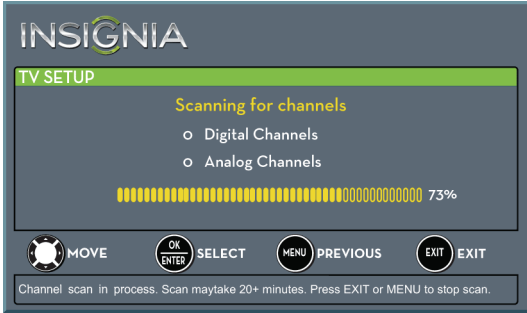 INSIGNIA
TV SETUP
Scanning for channels
Digital Channels
Analog Channels
73%
MOVE
OK
ENTER
SELECT
MENU
PREVIOUS
EXIT
EXIT
Channel scan in process. Scan maytake 20+ minutes. Press EXIT or MENU to stop scan.